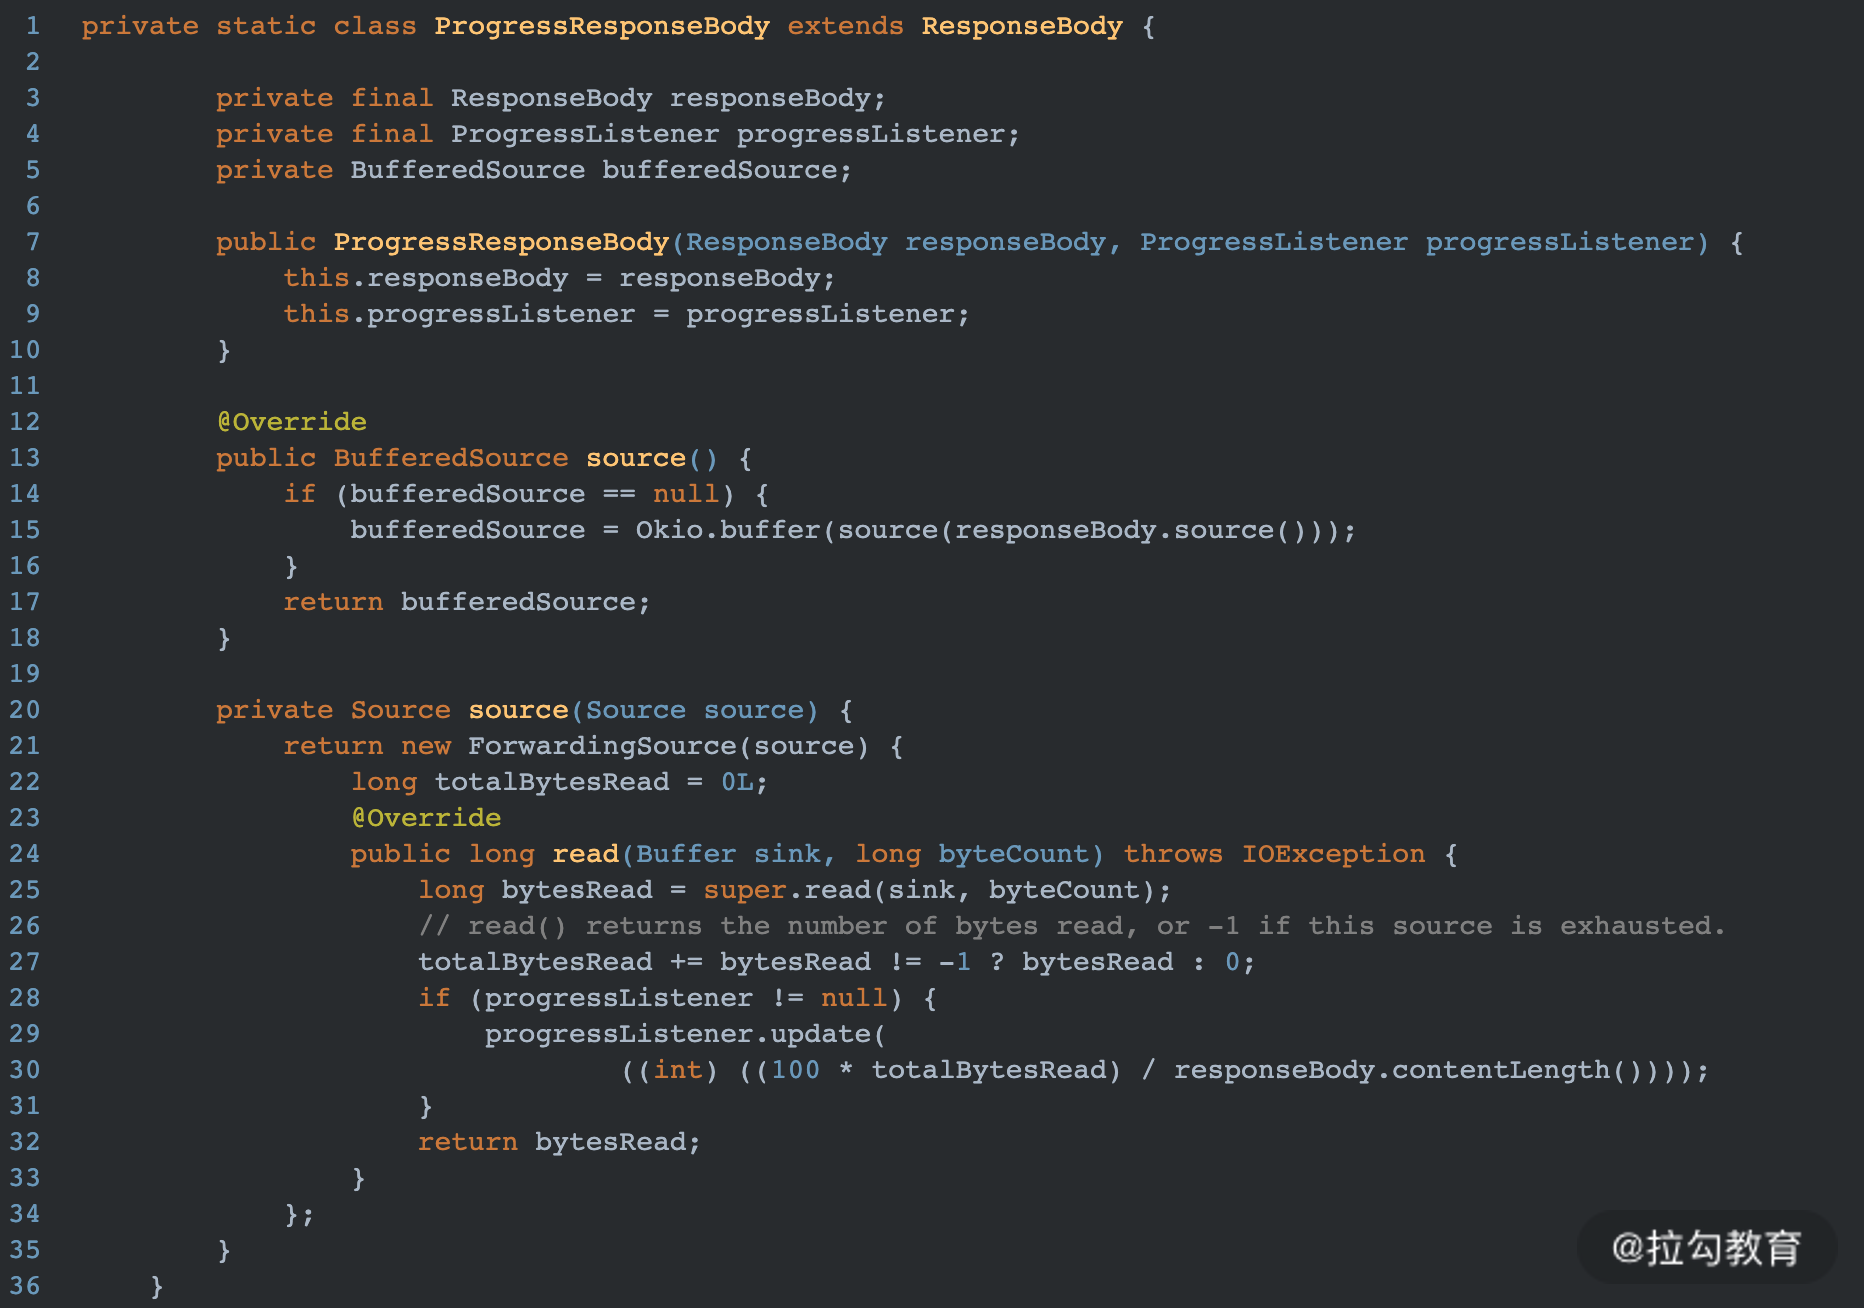 1 private static class ProgressResponseBody extends ResponseBody {
2
3 private final ResponseBody responseBody;
4 private final ProgressListener progressListener;
5 private BufferedSource bufferedSource;
6
7 public ProgressResponseBody(ResponseBody responseBody, ProgressListener progressListener) {
8 this.responseBody = responseBody;
9 this.progressListener = progressListener;
10 }
11
12 @Override
13 public BufferedSource source() {
14 if (bufferedSource == null) {
15 bufferedSource = Okio.buffer(source(responseBody.source()));
16 }
17 return bufferedSource;
18 }
19
20 private Source source(Source source) {
21 return new ForwardingSource(source) {
22 long totalBytesRead = 0L;
23 @Override
24 public long read(Buffer sink, long byteCount) throws IOException {
25 long bytesRead = super.read(sink, byteCount);
26 // read() returns the number of bytes read, or -1 if this source is exhausted.
27 totalBytesRead += bytesRead != -1 ? bytesRead : 0;
28 if (progressListener != null) {
29 progressListener.update(
30 ((int) ((100 * totalBytesRead) / responseBody.contentLength())));
31 }
32 return bytesRead;
33 }
34 };
35 }
36 }
@拉勾教育